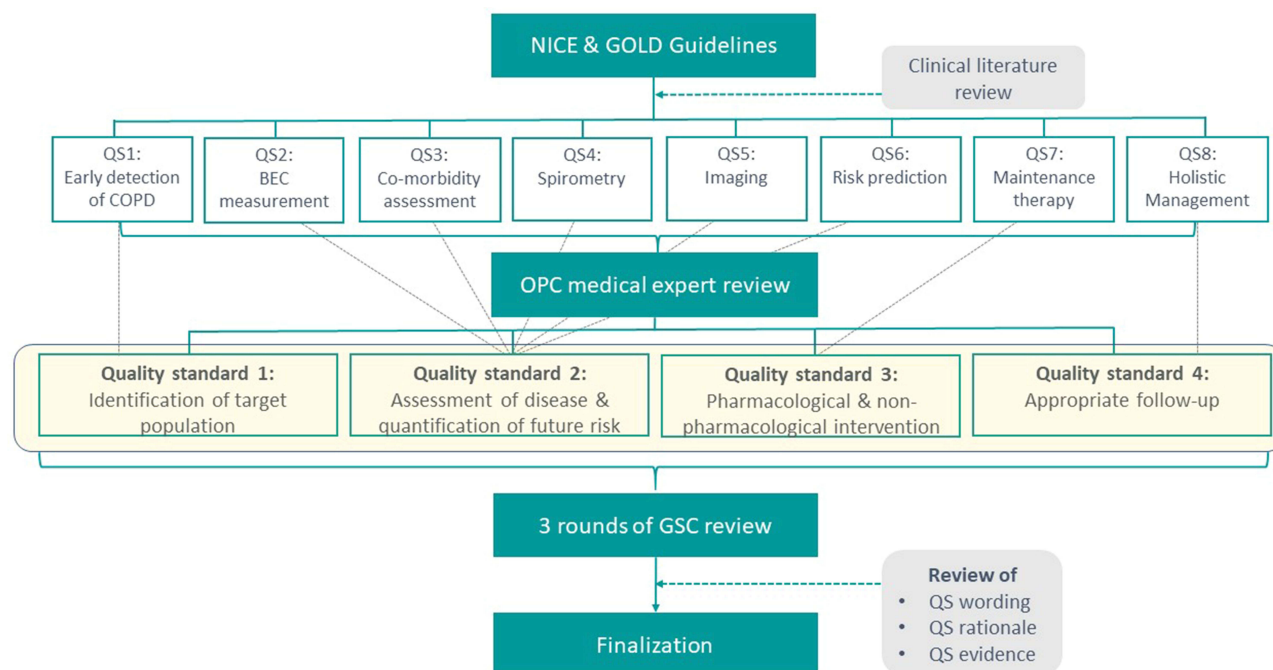 NICE & GOLD Guidelines
Clinical literature
review
QS1:
Early detection
of COPD
QS2:
BEC
measurement
QS3:
Co-morbidity
assessment
QS4:
Spirometry
QS5:
Imaging
QS6:
Risk prediction
QS7:
Maintenance
therapy
QS8:
Holistic
Management
OPC medical expert review
Quality standard 1:
Identification of target
population
Quality standard 2:
Assessment of disease &
quantification of future risk
Quality standard 3:
Pharmacological & non-
pharmacological intervention
Quality standard 4:
Appropriate follow-up
3 rounds of GSC review
Review of
• QS wording
• QS rationale
• QS evidence
Finalization